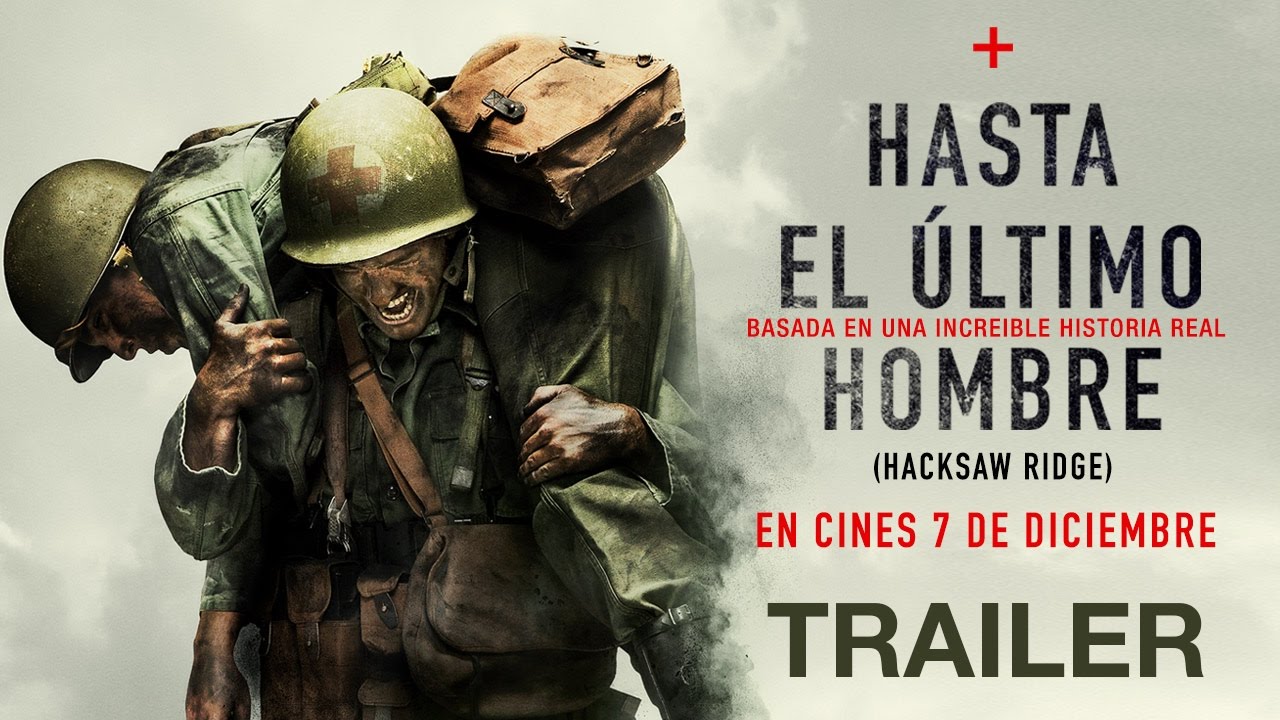 HASTA
EL ÚLTIMO
BASADA EN UNA INCREIBLE HISTORIA REAL
HOMBRE
(HACKSAW RIDGE)
EN CINES 7 DE DICIEMBRE
TRAILER